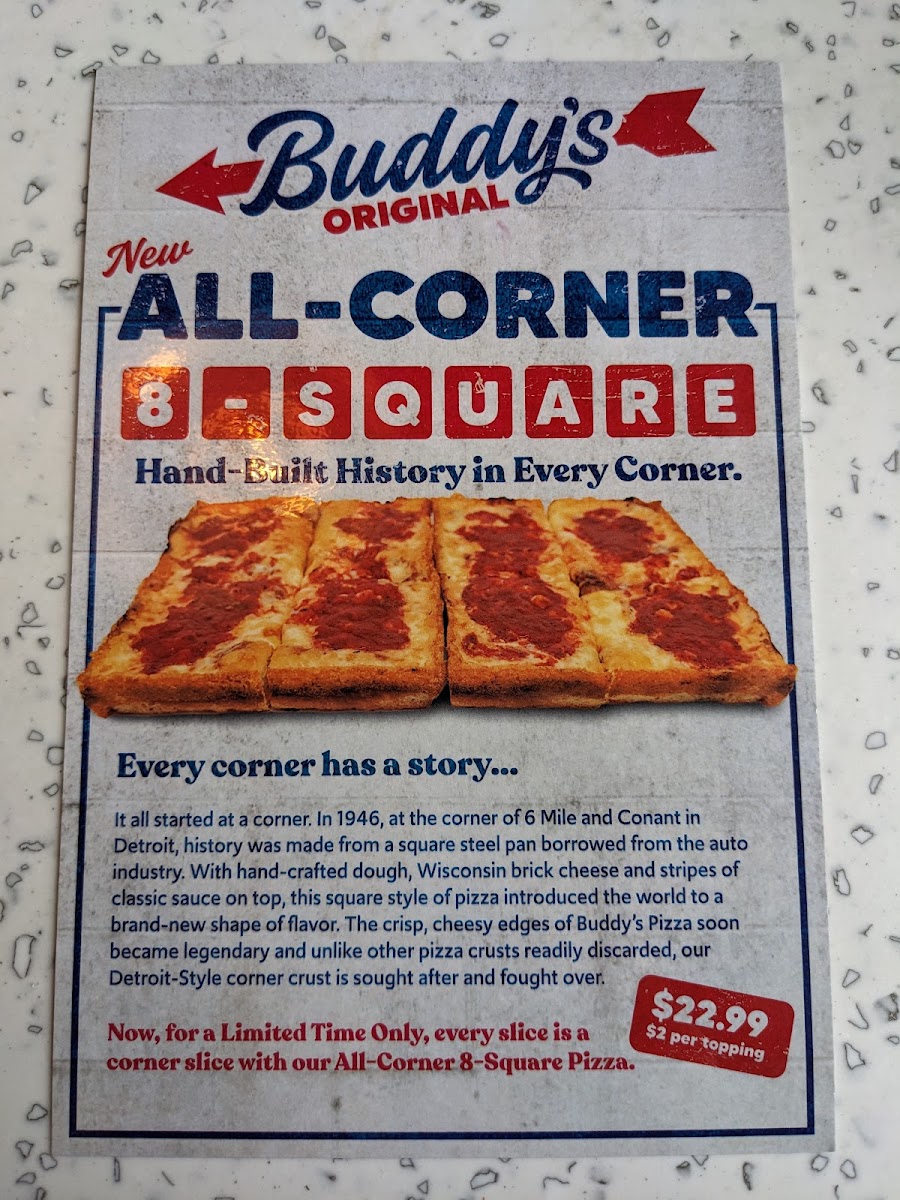 Buddy's
ORIGINAL
New
ALL-CORNER
8-SQUARE
Hand-Built History in Every Corner.
Every corner has a story...
It all started at a corner. In 1946, at the corner of 6 Mile and Conant in
Detroit, history was made from a square steel pan borrowed from the auto
industry. With hand-crafted dough, Wisconsin brick cheese and stripes of
classic sauce on top, this square style of pizza introduced the world to a
brand-new shape of flavor. The crisp, cheesy edges of Buddy's Pizza soon
became legendary and unlike other pizza crusts readily discarded, our
Detroit-Style corner crust is sought after and fought over.
$22.99
$2 per topping
Now, for a Limited Time Only, every slice is a
corner slice with our All-Corner 8-Square Pizza.